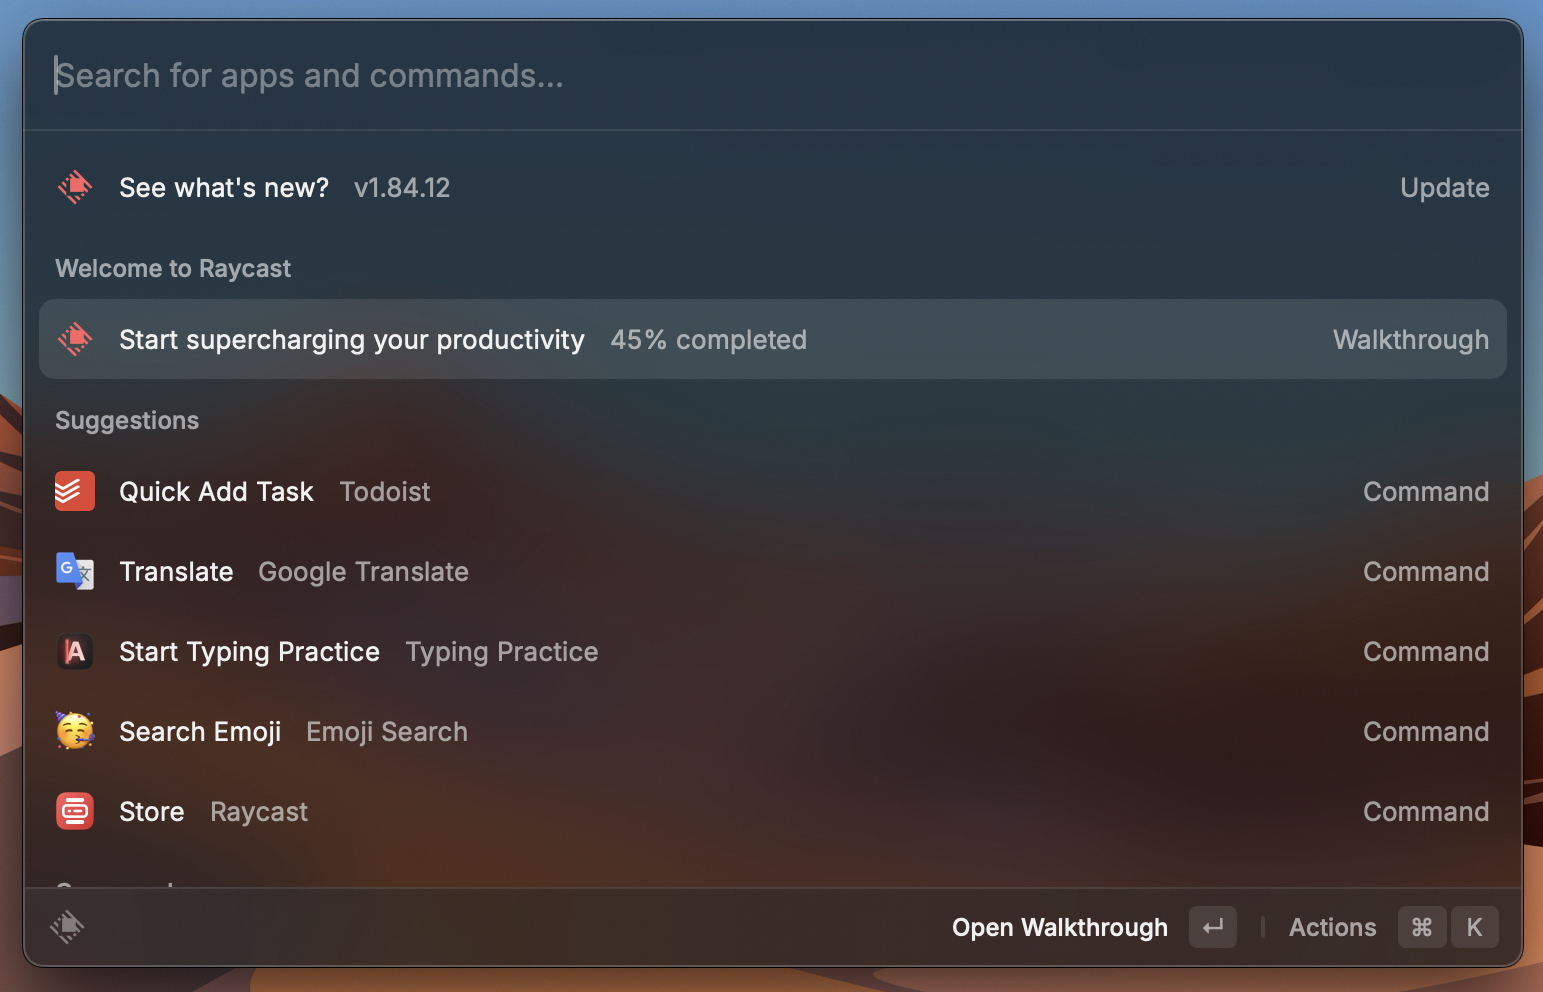 Search for apps and commands...
See what's new? v1.84.12 Update
Welcome to Raycast
Start supercharging your productivity 45% completed Walkthrough
Suggestions
Quick Add Task Todoist Command
Translate Google Translate Command
Start Typing Practice Typing Practice Command
Search Emoji Emoji Search Command
Store Raycast Command
Open Walkthrough ↵ Actions ⌘ K